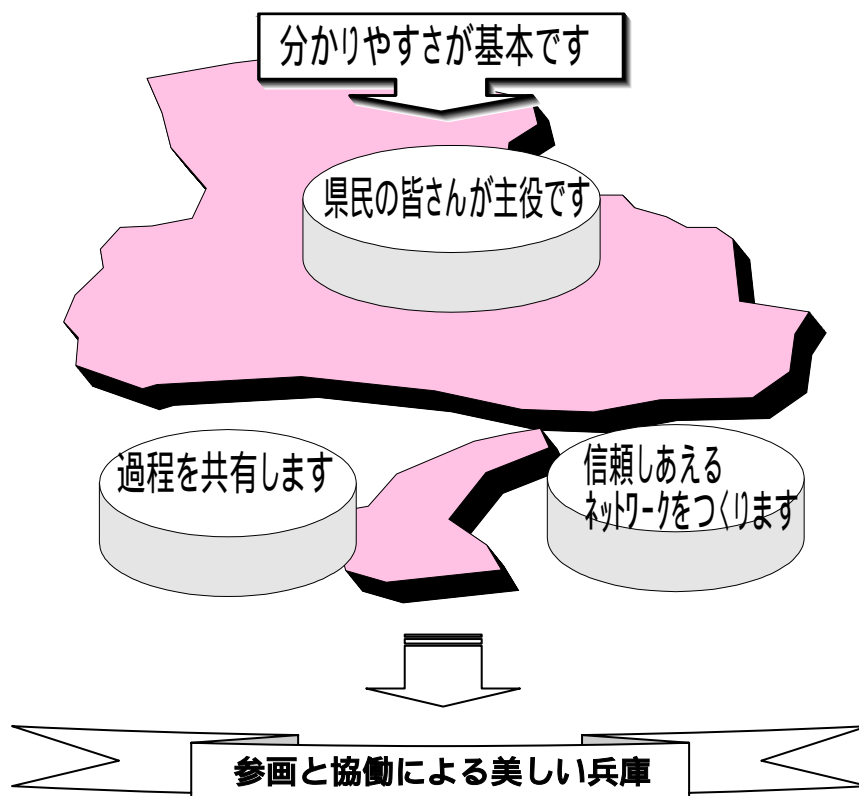 分かりやすさが基本です
県民の皆さんが主役です
過程を共有します
信頼しあえる
ﾈｯﾄﾜｰｸをつくります
参画と協働による美しい兵庫